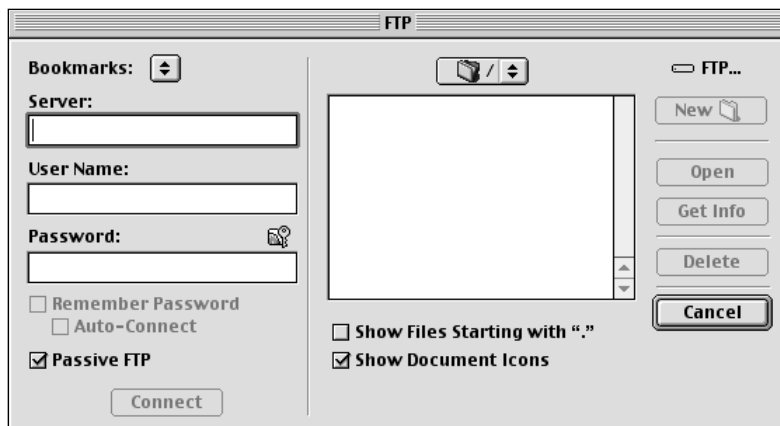 FTP
Bookmarks:
Server:
User Name:
Password:
Remember Password
Auto-Connect
Passive FTP
Connect
/
Show Files Starting with “.”
Show Document Icons
FTP...
New
Open
Get Info
Delete
Cancel